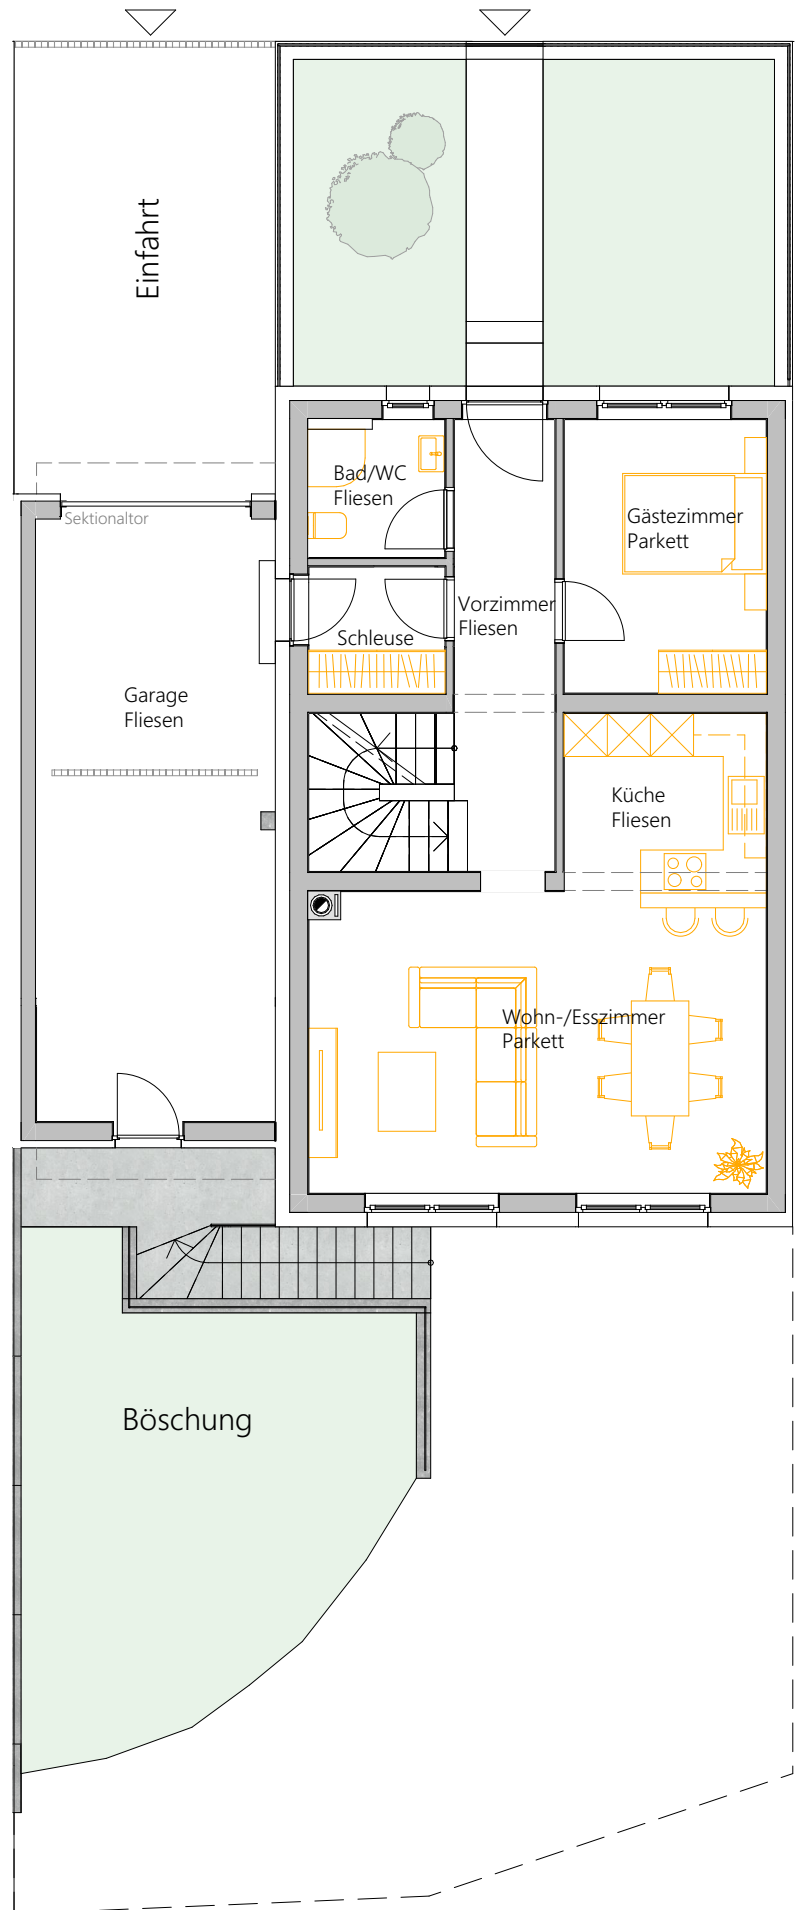 Einfahrt
Bad/WC
Fliesen
Sektionaltor
Gästezimmer
Parkett
Vorzimmer
Fliesen
Schleuse
Garage
Fliesen
Küche
Fliesen
Wohn-/Esszimmer
Parkett
Böschung